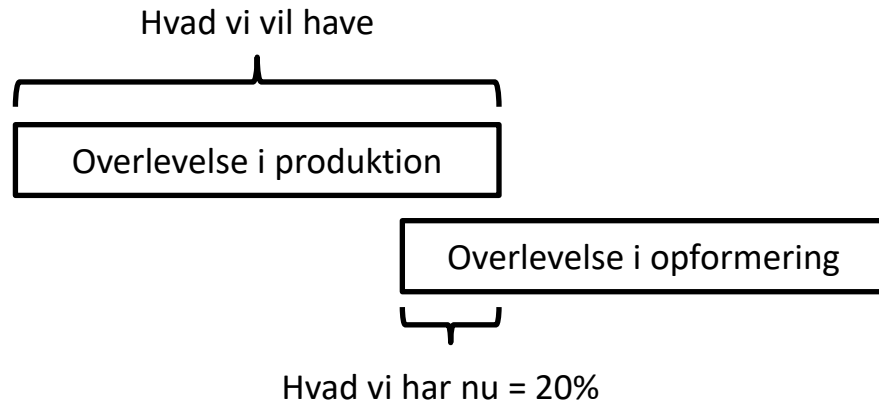 Hvad vi vil have
Overlevelse i produktion
Overlevelse i opformering
Hvad vi har nu = 20%